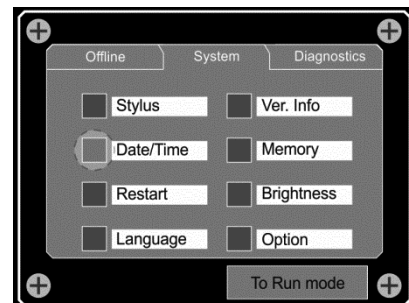 Offline System Diagnostics
Stylus Ver. Info
Date/Time Memory
Restart Brightness
Language Option
To Run mode